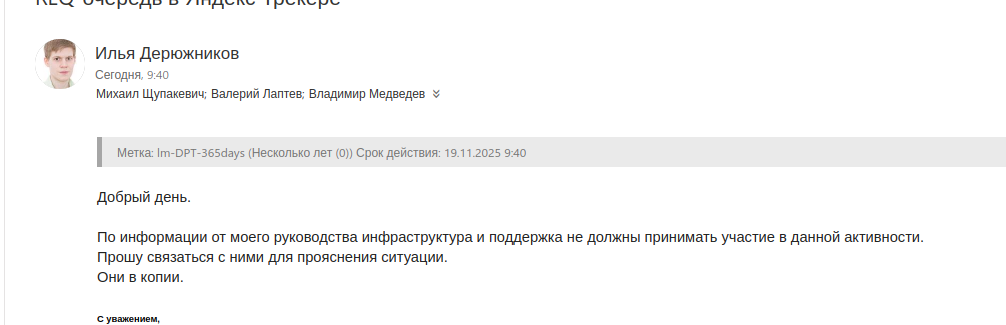 REQ-очередь в Яндекс Трекере
Илья Дерюжников
Сегодня, 9:40
Михаил Щупакевич; Валерий Лаптев; Владимир Медведев
Метка: lm-DPT-365days (Несколько лет (0)) Срок действия: 19.11.2025 9:40
Добрый день.
По информации от моего руководства инфраструктура и поддержка не должны принимать участие в данной активности.
Прошу связаться с ними для прояснения ситуации.
Они в копии.
С уважением,